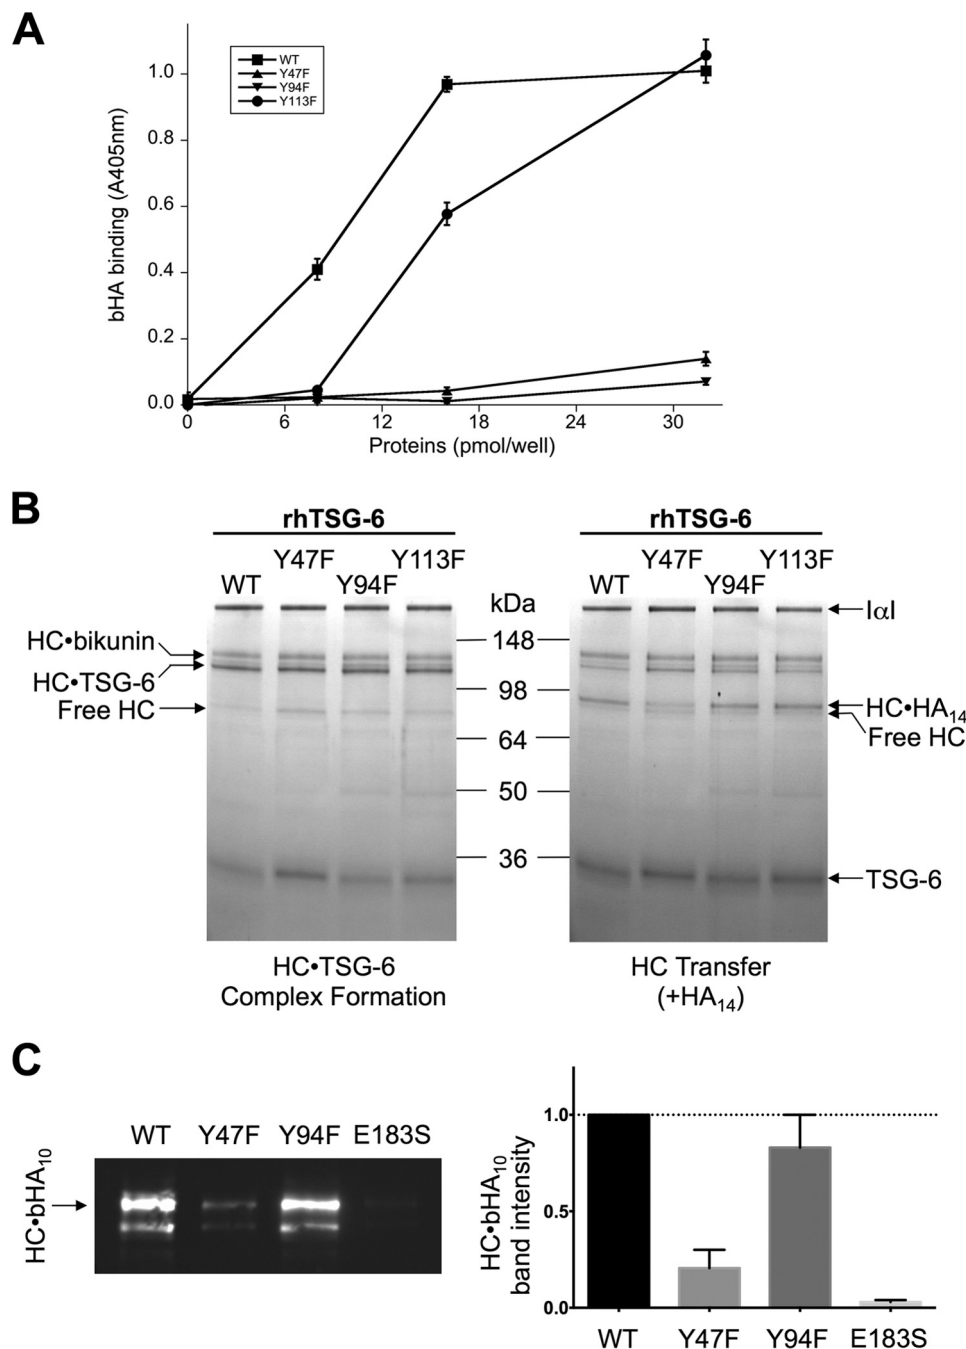 A
bHA binding (A405nm)
1.0
0.8
0.6
0.4
0.2
0.0
WT
Y47F
Y94F
Y113F
0 6 12 18 24 30
Proteins (pmol/well)
B
rhTSG-6 rhTSG-6
WT Y47F Y94F Y113F
WT Y47F Y94F Y113F
kDa
148
98
64
50
36
HC•bikunin
HC•TSG-6
Free HC
IαI
HC•HA14
Free HC
TSG-6
HC•TSG-6
Complex Formation
HC Transfer
(+HA14)
C
WT Y47F Y94F E183S
HC•bHA10
HC•bHA10
band intensity
1.0
0.5
0.0
WT Y47F Y94F E183S